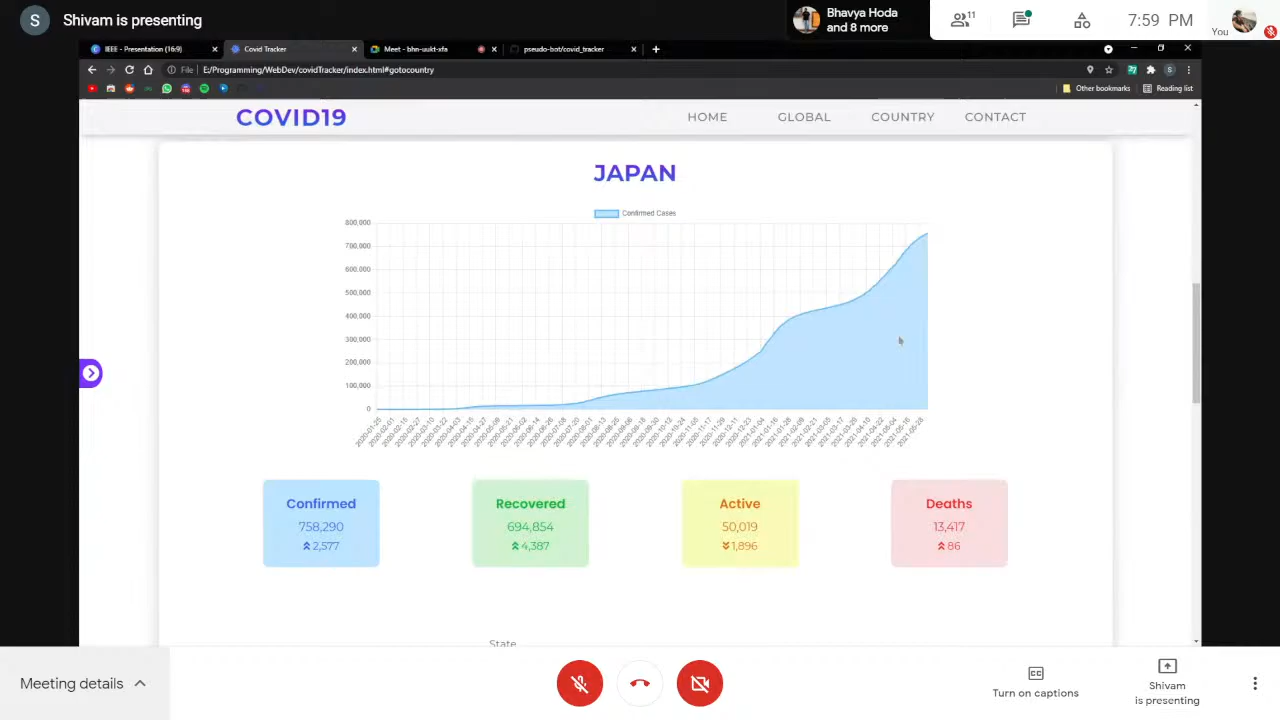 S Shivam is presenting
Bhavya Hoda
and 8 more
11
7:59 PM
You
IEEE - Presentation (16:9)
Covid Tracker
Meet - bhn-uukt-xfa
pseudo-bot/covid_tracker
File E:/Programming/WebDev/covidTracker/index.html#gotocountry
S
Other bookmarks
Reading list
COVID19
HOME
GLOBAL
COUNTRY
CONTACT
JAPAN
Confirmed Cases
800,000
700,000
600,000
500,000
400,000
300,000
200,000
100,000
0
Confirmed
758,290
2,577
Recovered
694,854
4,387
Active
50,019
1,896
Deaths
13,417
86
State
Meeting details
Turn on captions
Shivam
is presenting